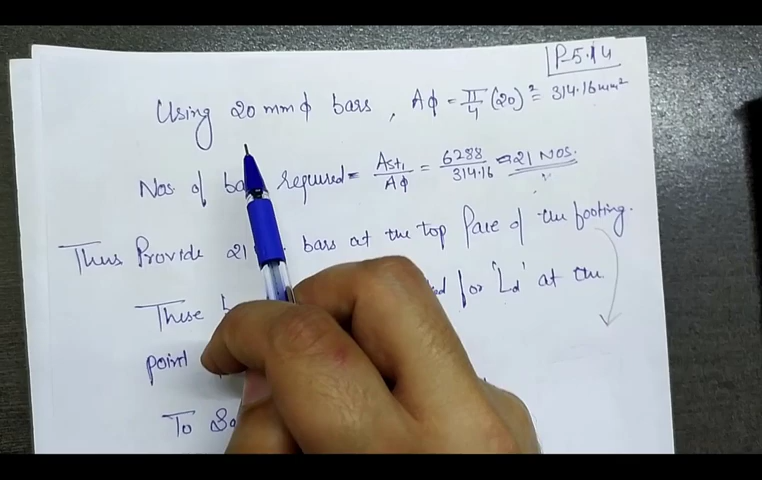 P-5.14
Using 20 mm ϕ bars, Aϕ = π/4 (20)² = 314.16 mm²
Nos of ba required = Ast₁/Aϕ = 6288/314.16 = 21 Nos.
Thus Provide 21 bars at the top face of the footing.
These for 'Ld' at the
point
To